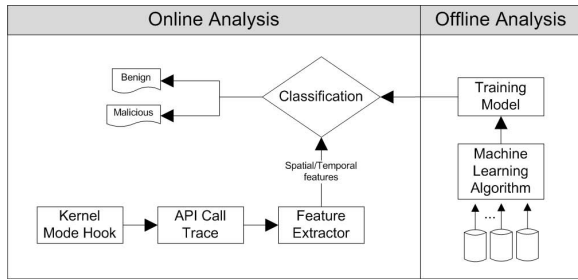 Online Analysis
Offline Analysis
Benign
Malicious
Classification
Training
Model
Spatial/Temporal
features
Machine
Learning
Algorithm
Kernel
Mode Hook
API Call
Trace
Feature
Extractor
...